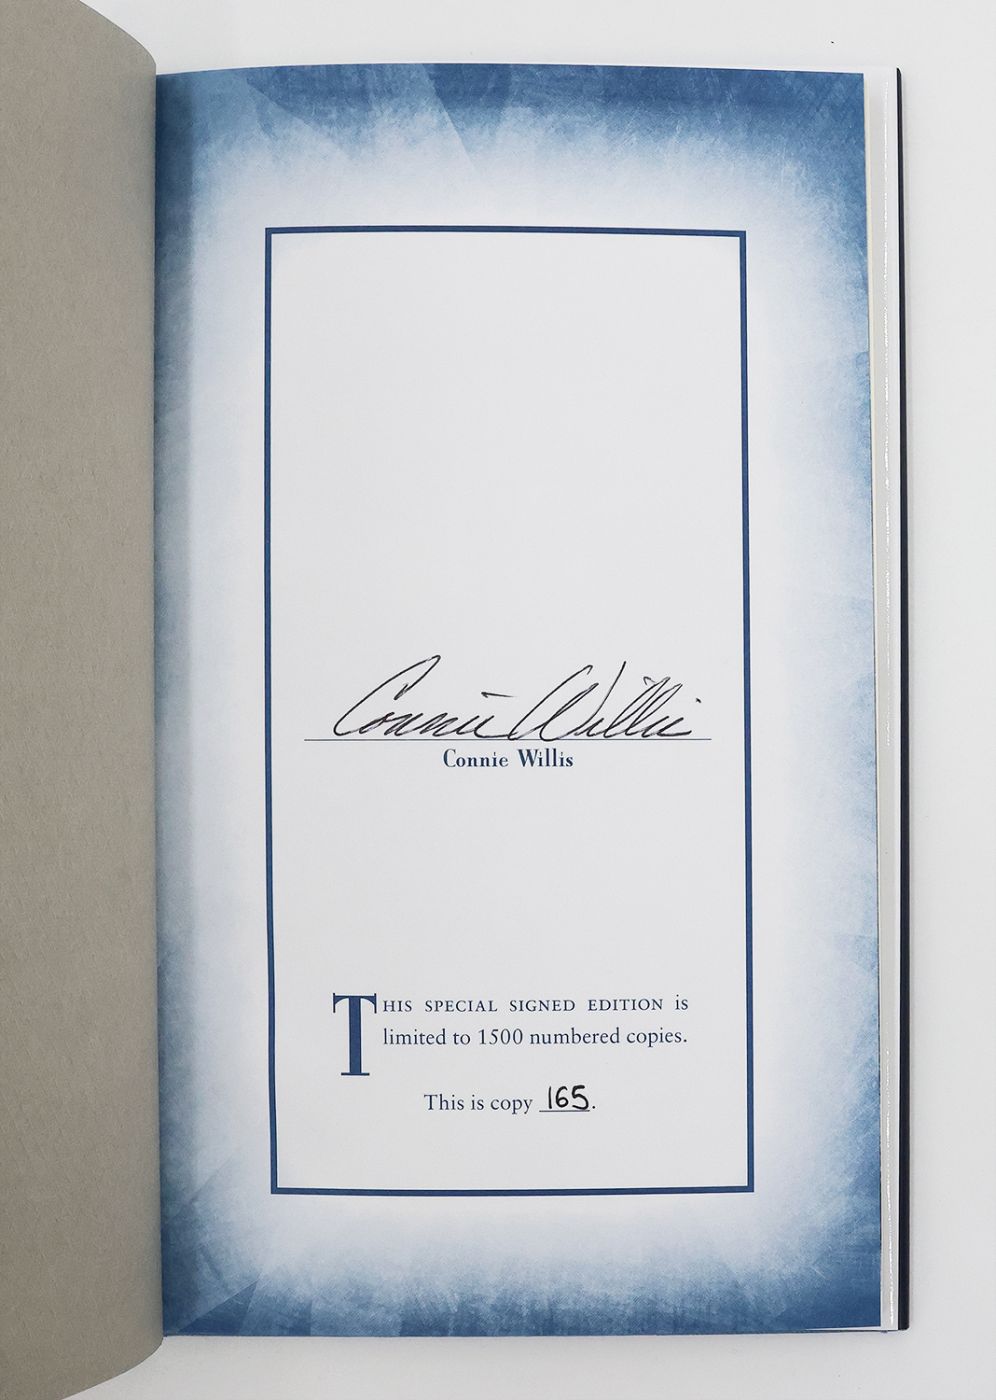 Connie Willis
Connie Willis
THIS SPECIAL SIGNED EDITION is
limited to 1500 numbered copies.
This is copy 165.